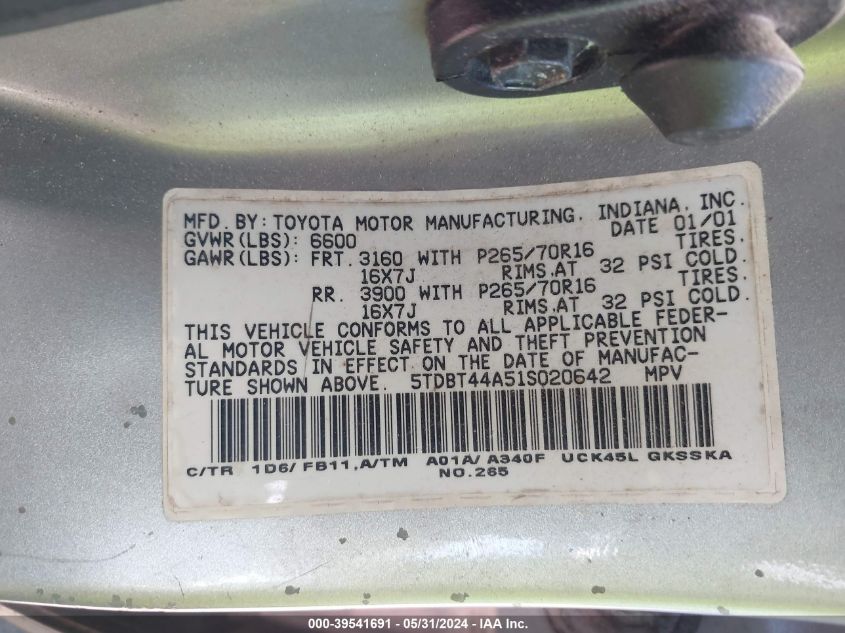 MFD. BY: TOYOTA MOTOR MANUFACTURING, INDIANA, INC.
GVWR(LBS): 6600 DATE 01/01
GAWR(LBS): FRT. 3160 WITH P265/70R16 TIRES,
16X7J RIMS,AT 32 PSI COLD.
RR. 3900 WITH P265/70R16 TIRES,
16X7J RIMS,AT 32 PSI COLD.
THIS VEHICLE CONFORMS TO ALL APPLICABLE FEDER-
AL MOTOR VEHICLE SAFETY AND THEFT PREVENTION
STANDARDS IN EFFECT ON THE DATE OF MANUFAC-
TURE SHOWN ABOVE. 5TDBT44A51S020642 MPV
C/TR 1D6/ FB11,A/TM A01A/ A340F UCK45L GKSSKA
NO.265
000-39541691 - 05/31/2024 - IAA Inc.